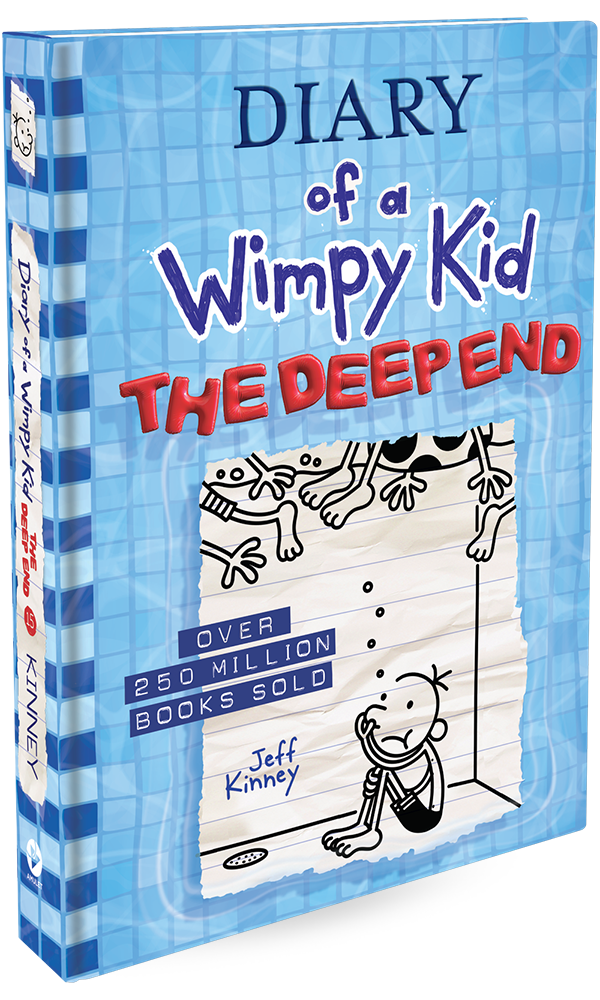 DIARY
of a
Wimpy Kid
THE DEEP END
OVER
250 MILLION
BOOKS SOLD
Jeff
Kinney
Diary of a Wimpy Kid
THE
DEEP END
15
KINNEY
AMULET